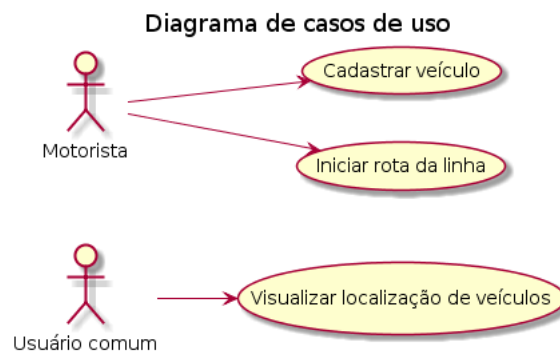 Diagrama de casos de uso
Cadastrar veículo
Motorista
Iniciar rota da linha
Visualizar localização de veículos
Usuário comum